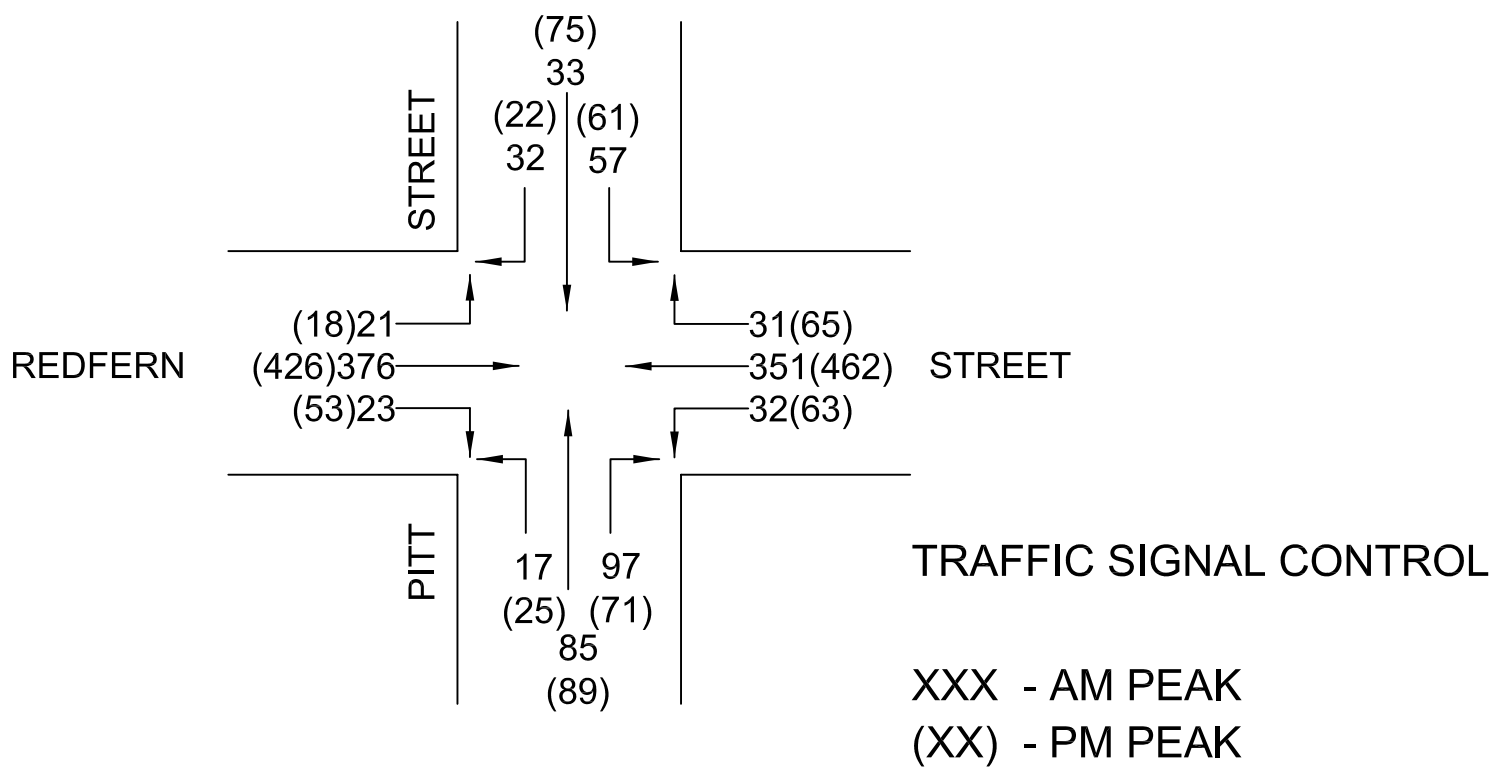 (75)
33
(22) (61)
32 57
STREET
(18)21
31(65)
REDFERN (426)376
351(462) STREET
(53)23
32(63)
PITT
17 97
(25) (71)
85
(89)
TRAFFIC SIGNAL CONTROL
XXX - AM PEAK
(XX) - PM PEAK